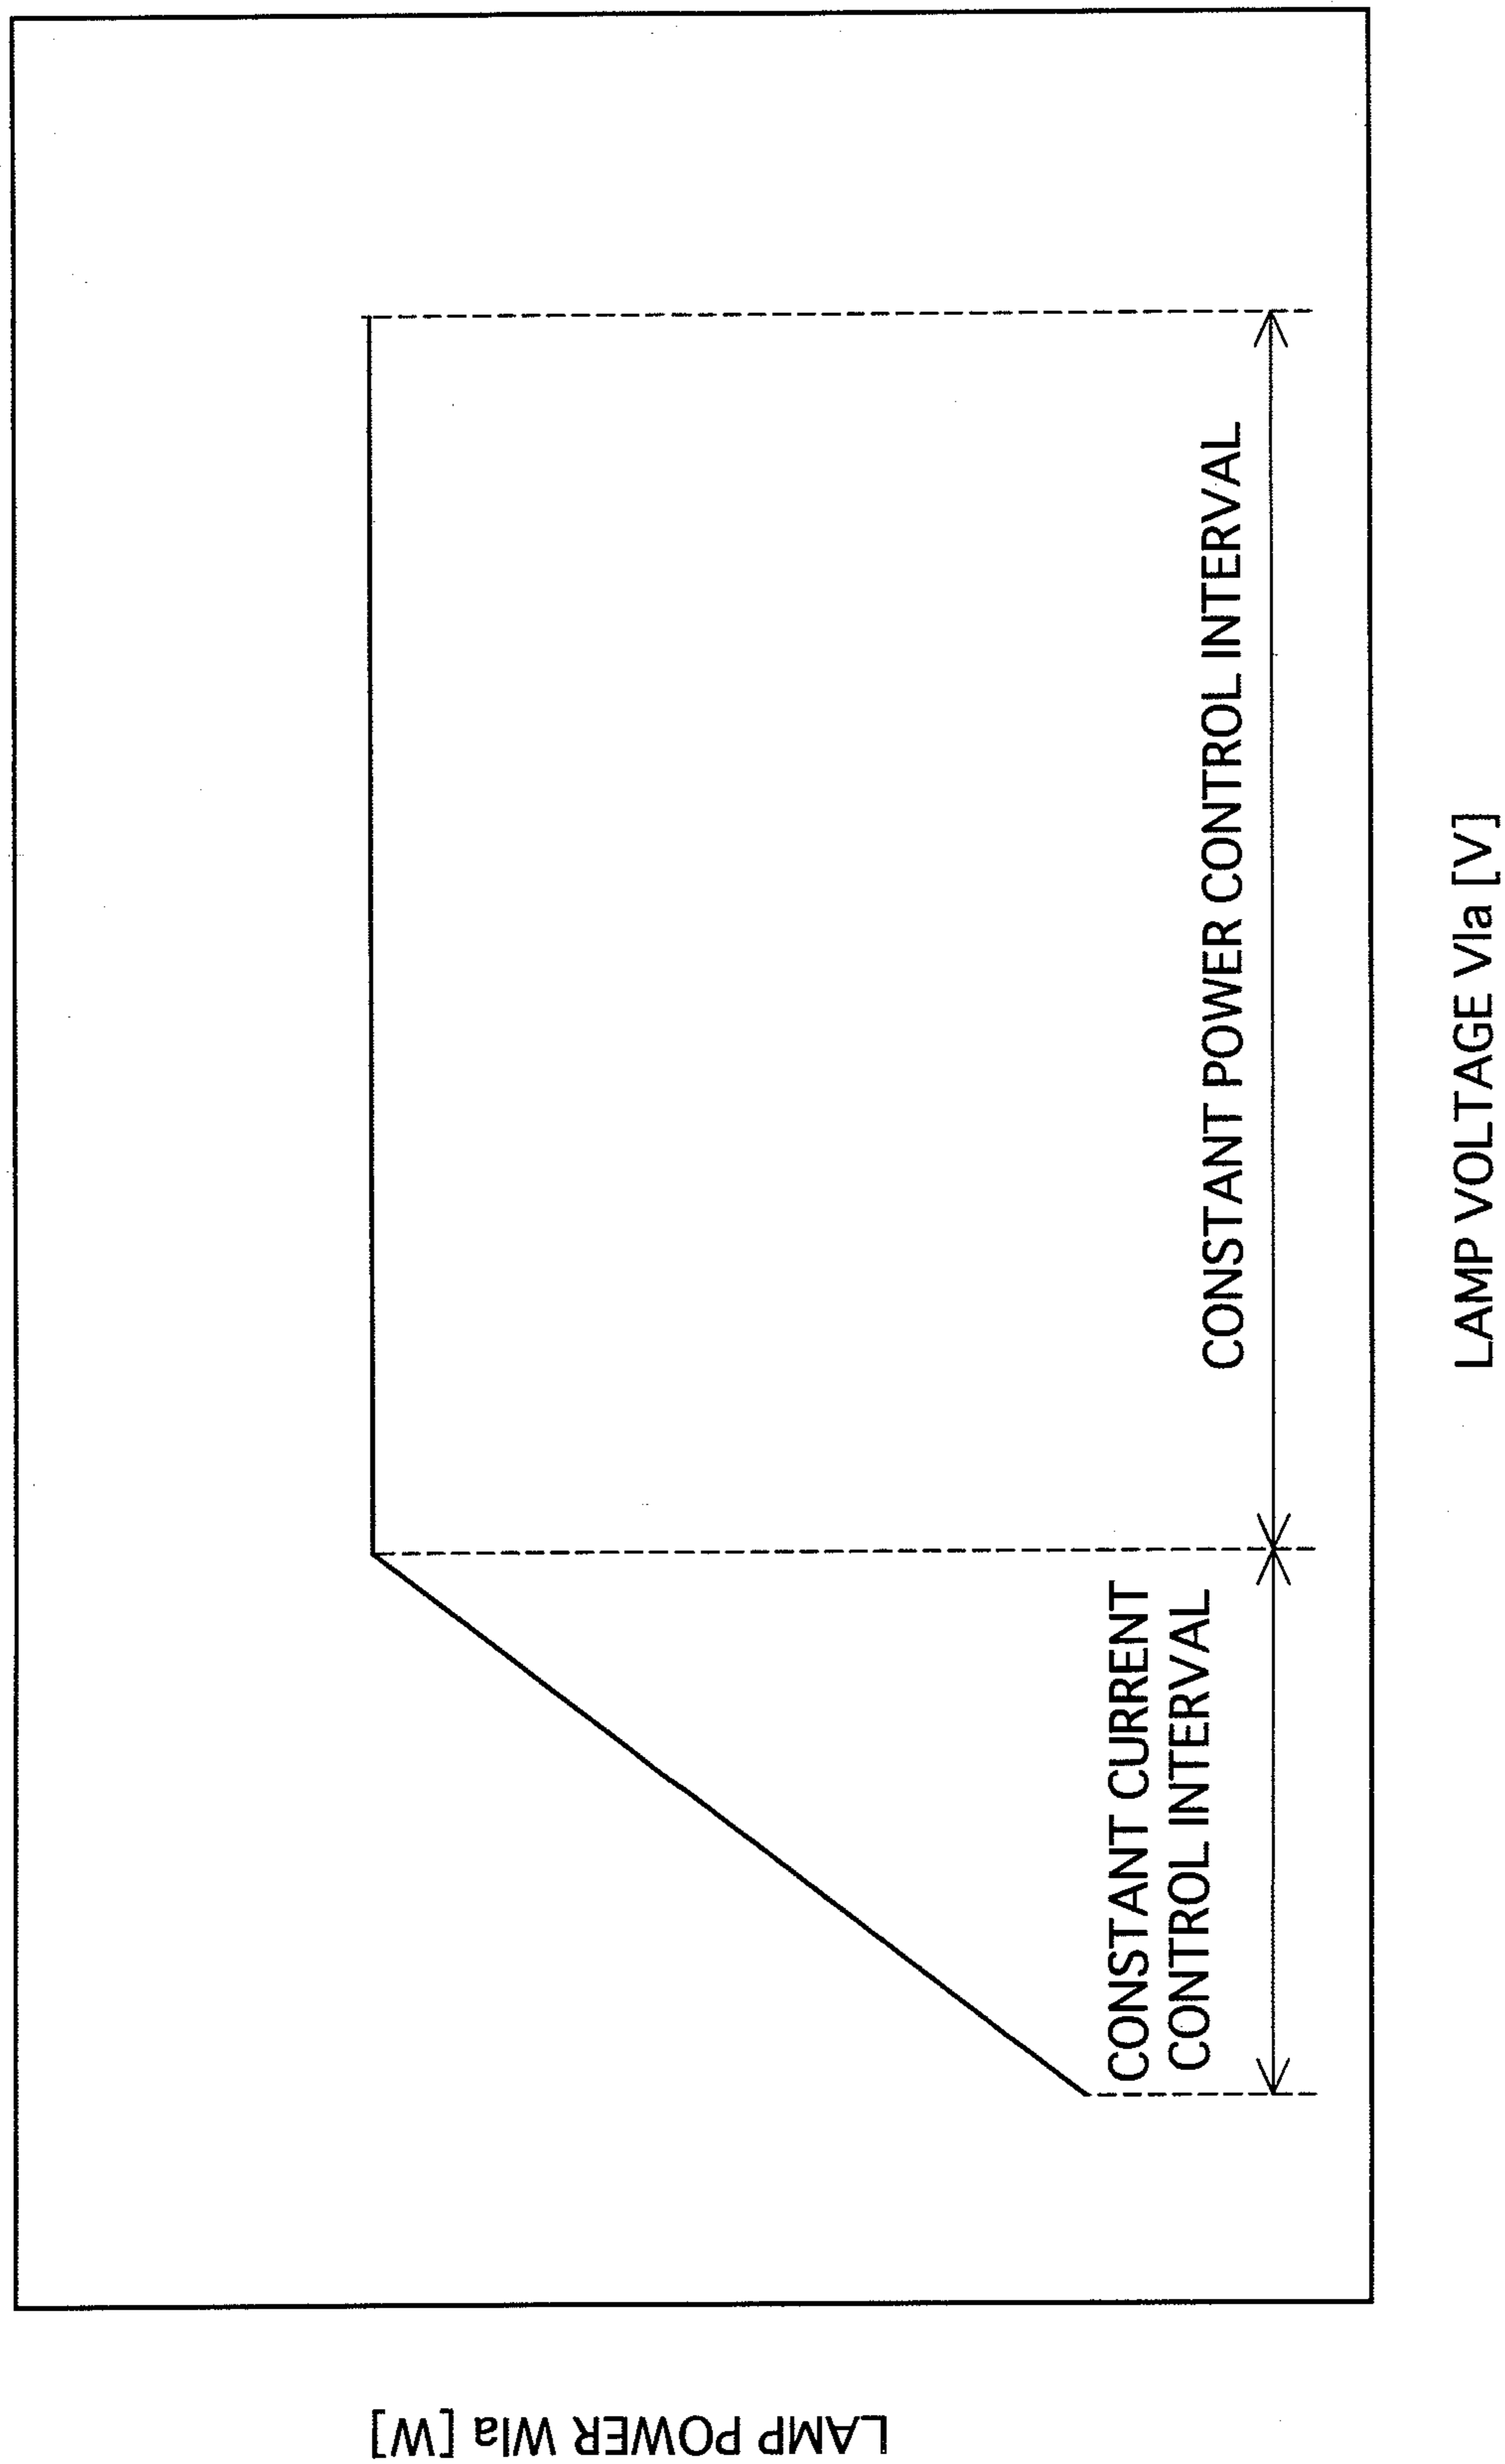 LAMP POWER Wla [W]
CONSTANT CURRENT
CONTROL INTERVAL
CONSTANT POWER CONTROL INTERVAL
LAMP VOLTAGE Vla [V]